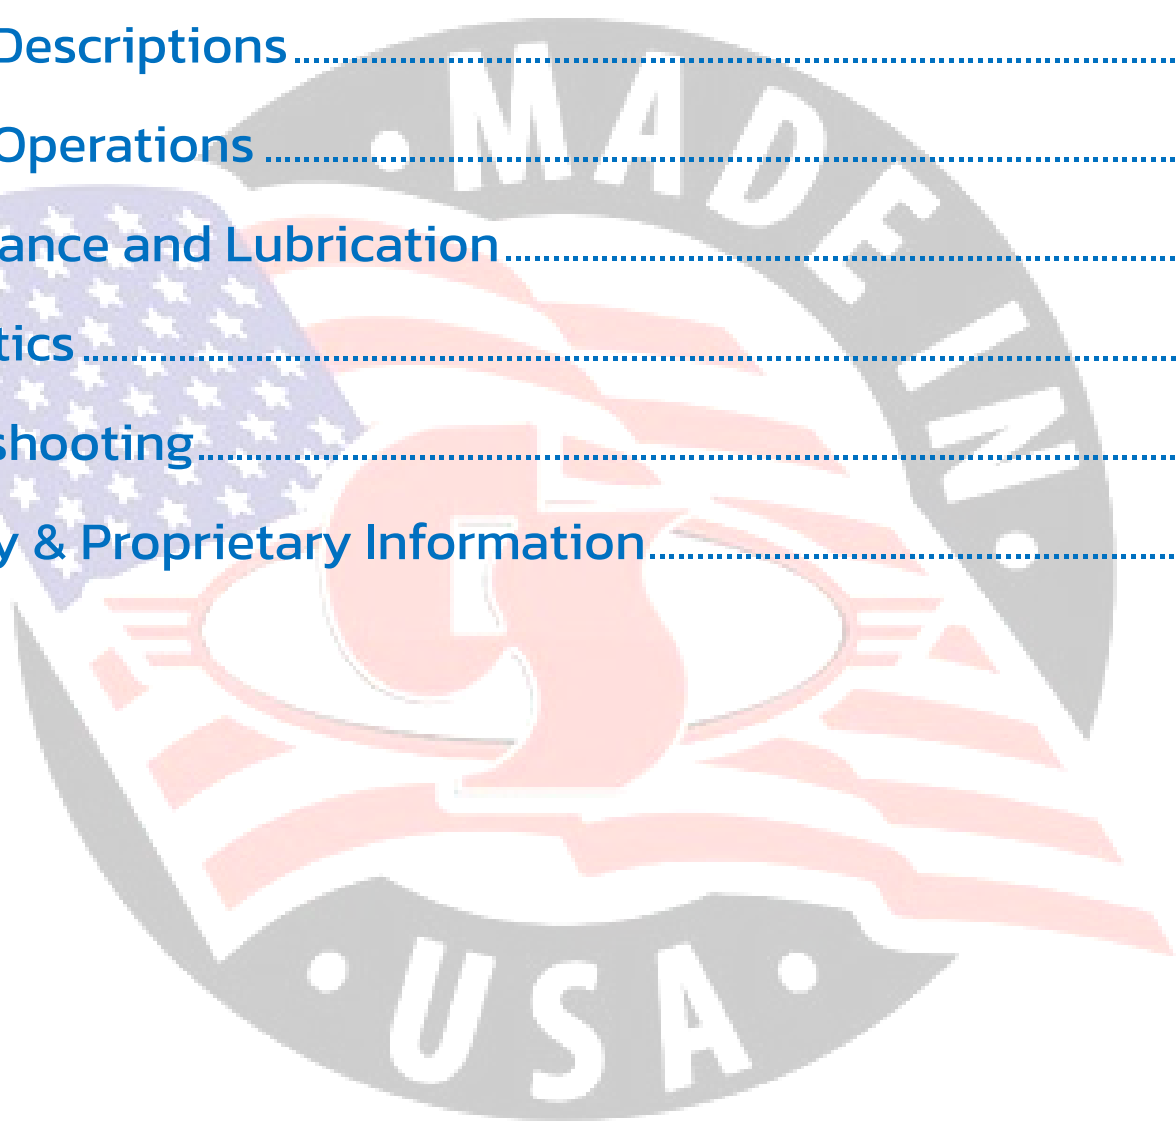 Descriptions
Operations
ance and Lubrication
tics
shooting
y & Proprietary Information
• MADE IN •
• USA •